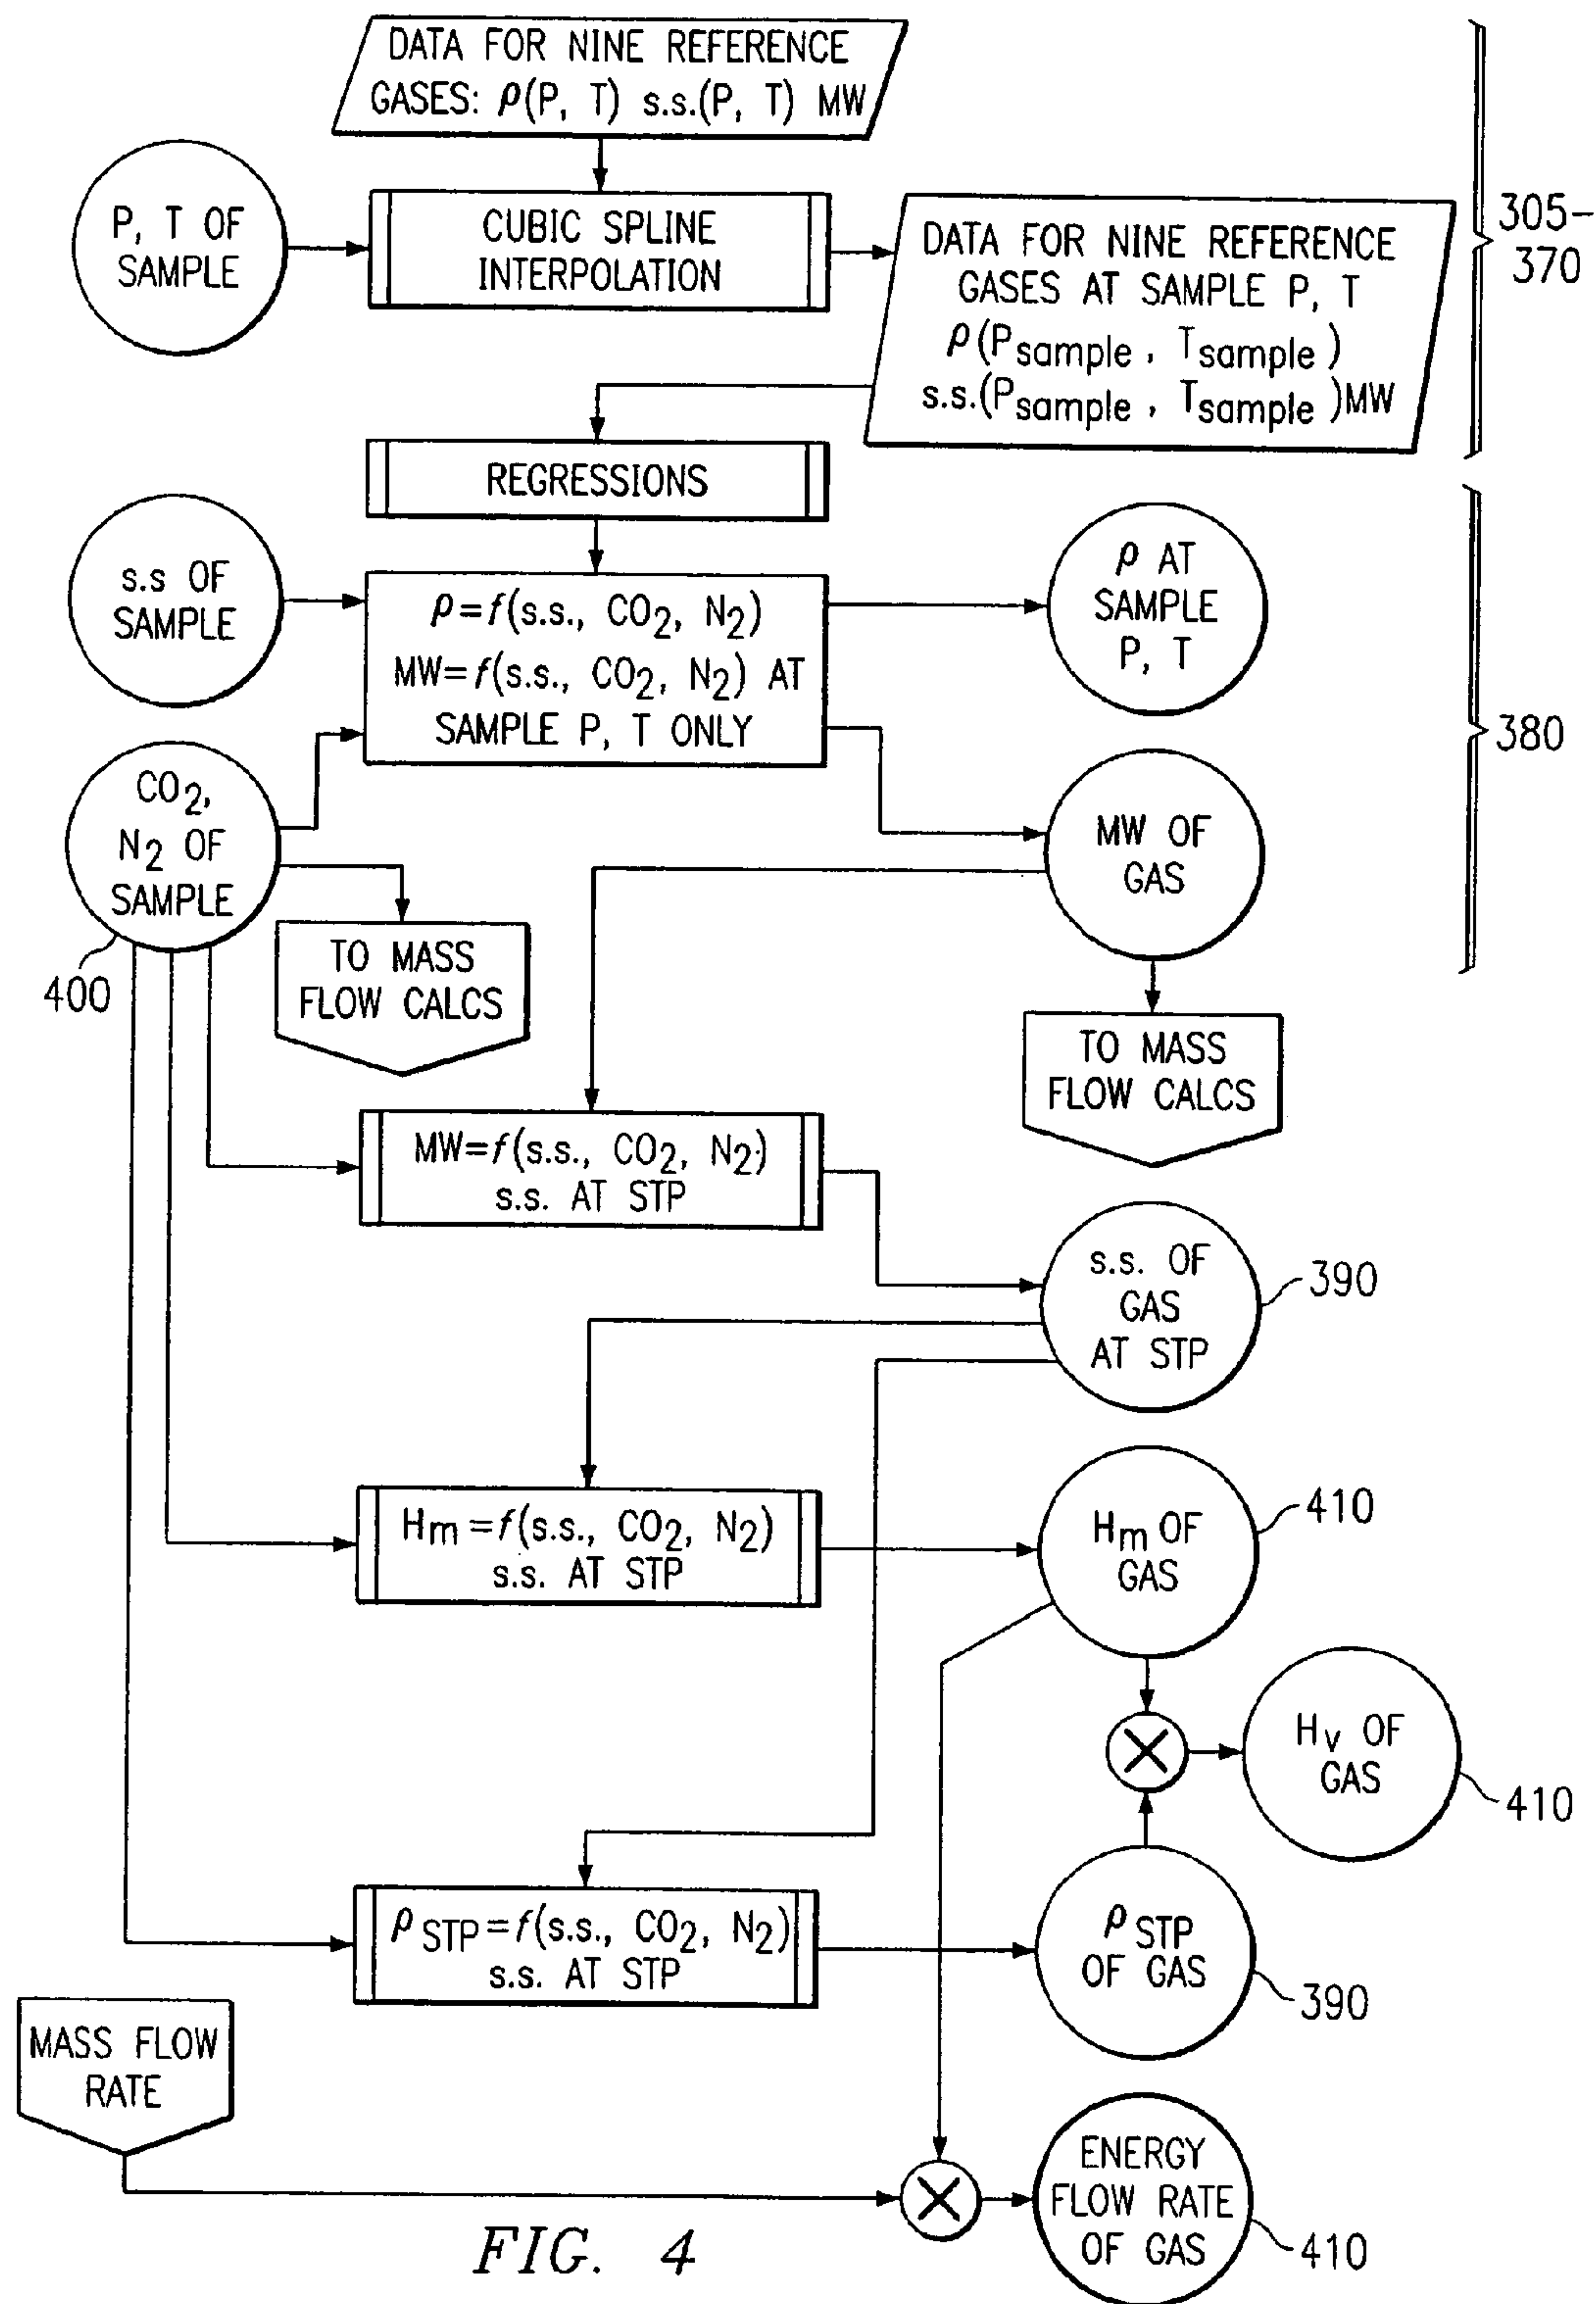 DATA FOR NINE REFERENCE
GASES: ρ(P, T) s.s.(P, T) MW
P, T OF
SAMPLE
CUBIC SPLINE
INTERPOLATION
DATA FOR NINE REFERENCE
GASES AT SAMPLE P, T
ρ(Psample , Tsample )
s.s.(Psample , Tsample )MW
305-
370
REGRESSIONS
s.s OF
SAMPLE
ρ=f(s.s., CO2, N2)
MW=f(s.s., CO2, N2) AT
SAMPLE P, T ONLY
ρ AT
SAMPLE
P, T
380
CO2,
N2 OF
SAMPLE
400
MW OF
GAS
TO MASS
FLOW CALCS
TO MASS
FLOW CALCS
MW=f(s.s., CO2, N2)
s.s. AT STP
s.s. OF
GAS
AT STP
390
Hm =f(s.s., CO2, N2)
s.s. AT STP
Hm OF
GAS
410
Hv OF
GAS
410
ρ STP=f(s.s., CO2, N2)
s.s. AT STP
ρ STP
OF GAS
390
MASS FLOW
RATE
ENERGY
FLOW RATE
OF GAS
410
FIG. 4